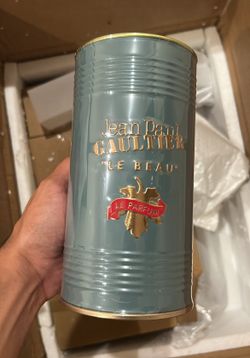 Jean Paul
GAULTIER
"LE BEAU"
LE PARFUM